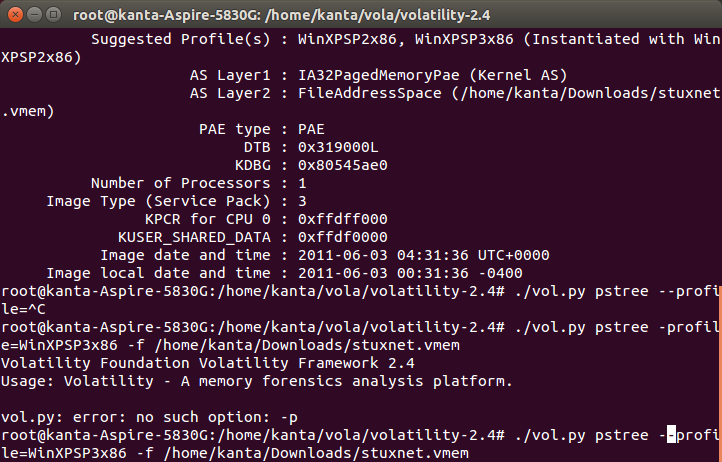 root@kanta-Aspire-5830G: /home/kanta/vola/volatility-2.4
Suggested Profile(s) : WinXPSP2x86, WinXPSP3x86 (Instantiated with Win
XPSP2x86)
AS Layer1 : IA32PagedMemoryPae (Kernel AS)
AS Layer2 : FileAddressSpace (/home/kanta/Downloads/stuxnet
.vmem)
PAE type : PAE
DTB : 0x319000L
KDBG : 0x80545ae0
Number of Processors : 1
Image Type (Service Pack) : 3
KPCR for CPU 0 : 0xffdff000
KUSER_SHARED_DATA : 0xffdf0000
Image date and time : 2011-06-03 04:31:36 UTC+0000
Image local date and time : 2011-06-03 00:31:36 -0400
root@kanta-Aspire-5830G:/home/kanta/vola/volatility-2.4# ./vol.py pstree --profi
le=^C
root@kanta-Aspire-5830G:/home/kanta/vola/volatility-2.4# ./vol.py pstree -profil
e=WinXPSP3x86 -f /home/kanta/Downloads/stuxnet.vmem
Volatility Foundation Volatility Framework 2.4
Usage: Volatility - A memory forensics analysis platform.
vol.py: error: no such option: -p
root@kanta-Aspire-5830G:/home/kanta/vola/volatility-2.4# ./vol.py pstree --profi
le=WinXPSP3x86 -f /home/kanta/Downloads/stuxnet.vmem